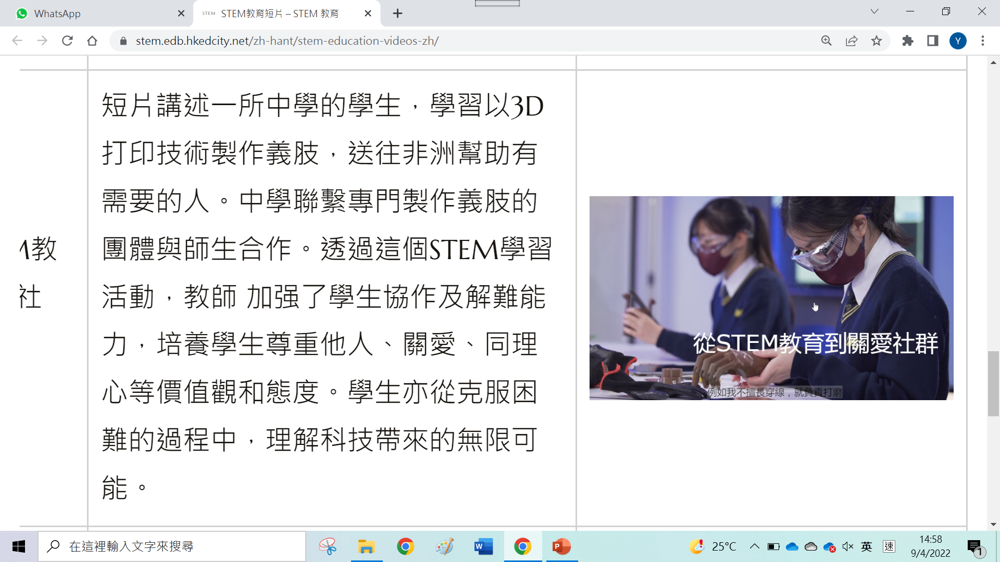 WhatsApp
STEM STEM教育短片 – STEM 教育
stem.edb.hkedcity.net/zh-hant/stem-education-videos-zh/
Y
M教
社
短片講述一所中學的學生，學習以3D
打印技術製作義肢，送往非洲幫助有
需要的人。中學聯繫專門製作義肢的
團體與師生合作。透過這個STEM學習
活動，教師 加强了學生協作及解難能
力，培養學生尊重他人、關愛、同理
心等價值觀和態度。學生亦從克服困
難的過程中，理解科技帶來的無限可
能。
從STEM教育到關愛社群
例如我不擅長穿線，就負責打磨
在這裡輸入文字來搜尋
W
P
25°C
英
速
14:58
9/4/2022
1